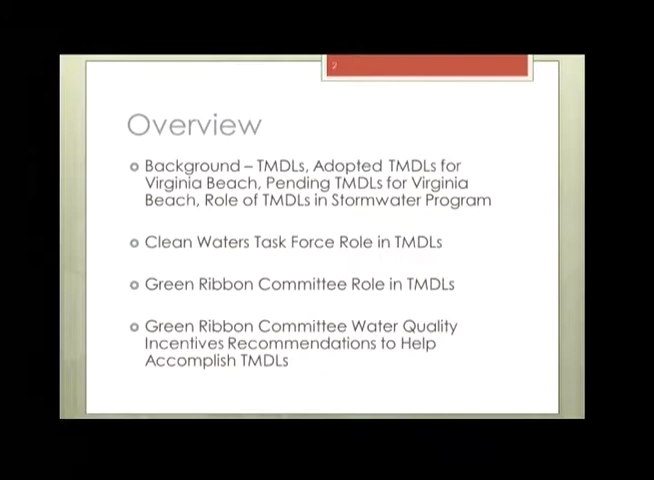 2
Overview
Background – TMDLs, Adopted TMDLs for
Virginia Beach, Pending TMDLs for Virginia
Beach, Role of TMDLs in Stormwater Program
Clean Waters Task Force Role in TMDLs
Green Ribbon Committee Role in TMDLs
Green Ribbon Committee Water Quality
Incentives Recommendations to Help
Accomplish TMDLs